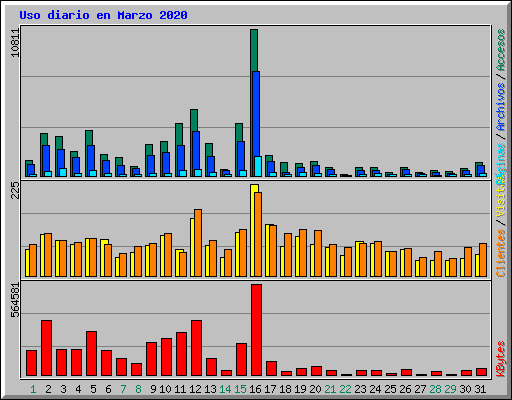 Uso diario en Marzo 2020
10811
225
564581
Accesos / Archivos / Páginas
Visitas / Clientes
KBytes
1 2 3 4 5 6 7 8 9 10 11 12 13 14 15 16 17 18 19 20 21 22 23 24 25 26 27 28 29 30 31